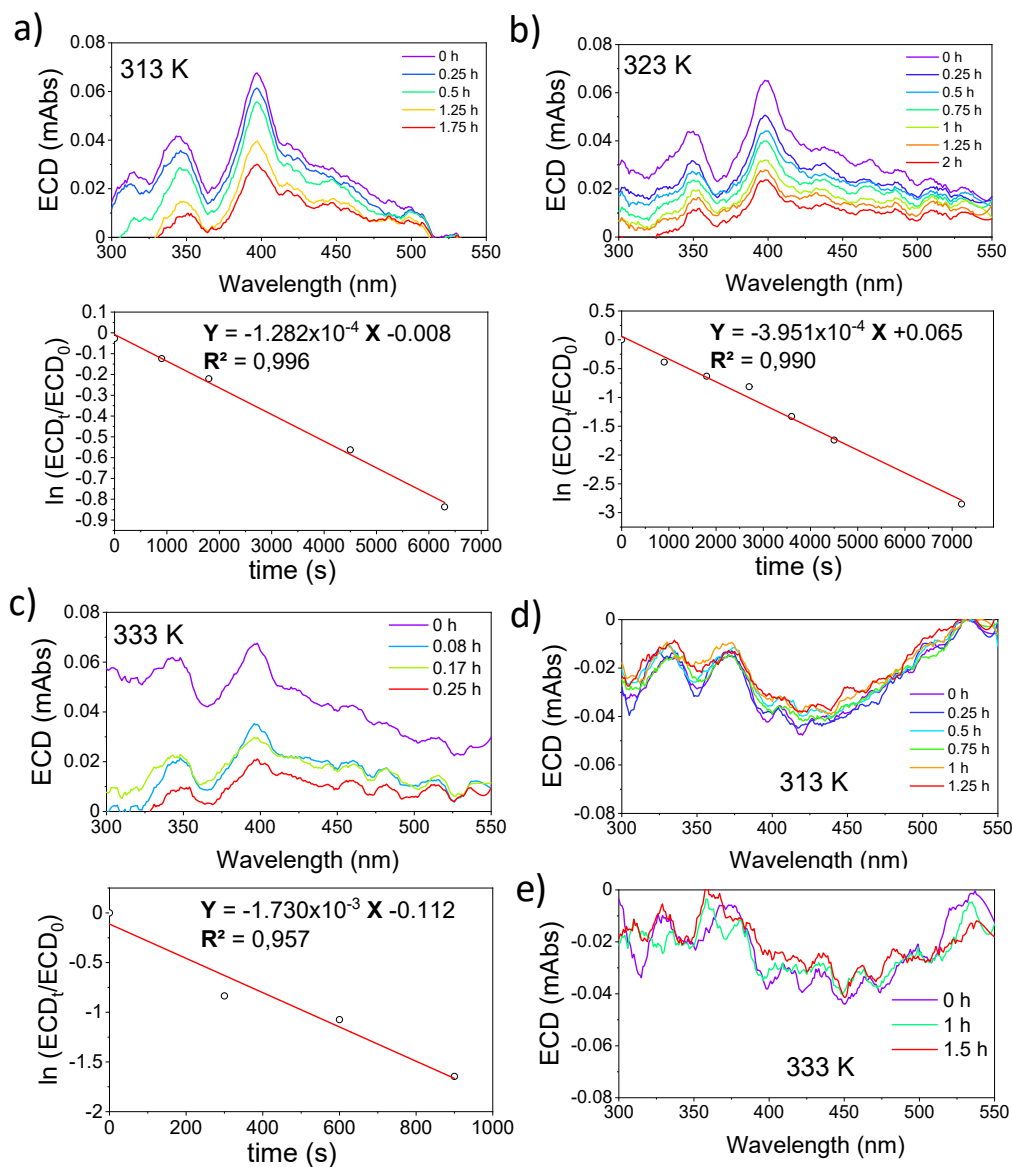 a)
313 K
0 h
0.25 h
0.5 h
1.25 h
1.75 h
0.08
0.06
0.04
0.02
0
ECD (mAbs)
300 350 400 450 500 550
Wavelength (nm)
Y = -1.282x10⁻⁴ X -0.008
R² = 0,996
0.1
0
-0.1
-0.2
-0.3
-0.4
-0.5
-0.6
-0.7
-0.8
-0.9
ln (ECDₜ/ECD₀)
0 1000 2000 3000 4000 5000 6000 7000
time (s)
b)
323 K
0 h
0.25 h
0.5 h
0.75 h
1 h
1.25 h
2 h
0.08
0.06
0.04
0.02
0
ECD (mAbs)
300 350 400 450 500 550
Wavelength (nm)
Y = -3.951x10⁻⁴ X +0.065
R² = 0,990
0.5
0
-0.5
-1
-1.5
-2
-2.5
-3
ln (ECDₜ/ECD₀)
0 1000 2000 3000 4000 5000 6000 7000
time (s)
c)
333 K
0 h
0.08 h
0.17 h
0.25 h
0.08
0.06
0.04
0.02
0
ECD (mAbs)
300 350 400 450 500 550
Wavelength (nm)
Y = -1.730x10⁻³ X -0.112
R² = 0,957
0
-0.5
-1
-1.5
-2
ln (ECDₜ/ECD₀)
0 200 400 600 800 1000
time (s)
d)
0
-0.02
-0.04
-0.06
-0.08
ECD (mAbs)
0 h
0.25 h
0.5 h
0.75 h
1 h
1.25 h
313 K
300 350 400 450 500 550
Wavelength (nm)
e)
0
-0.02
-0.04
-0.06
-0.08
ECD (mAbs)
0 h
1 h
1.5 h
333 K
300 350 400 450 500 550
Wavelength (nm)